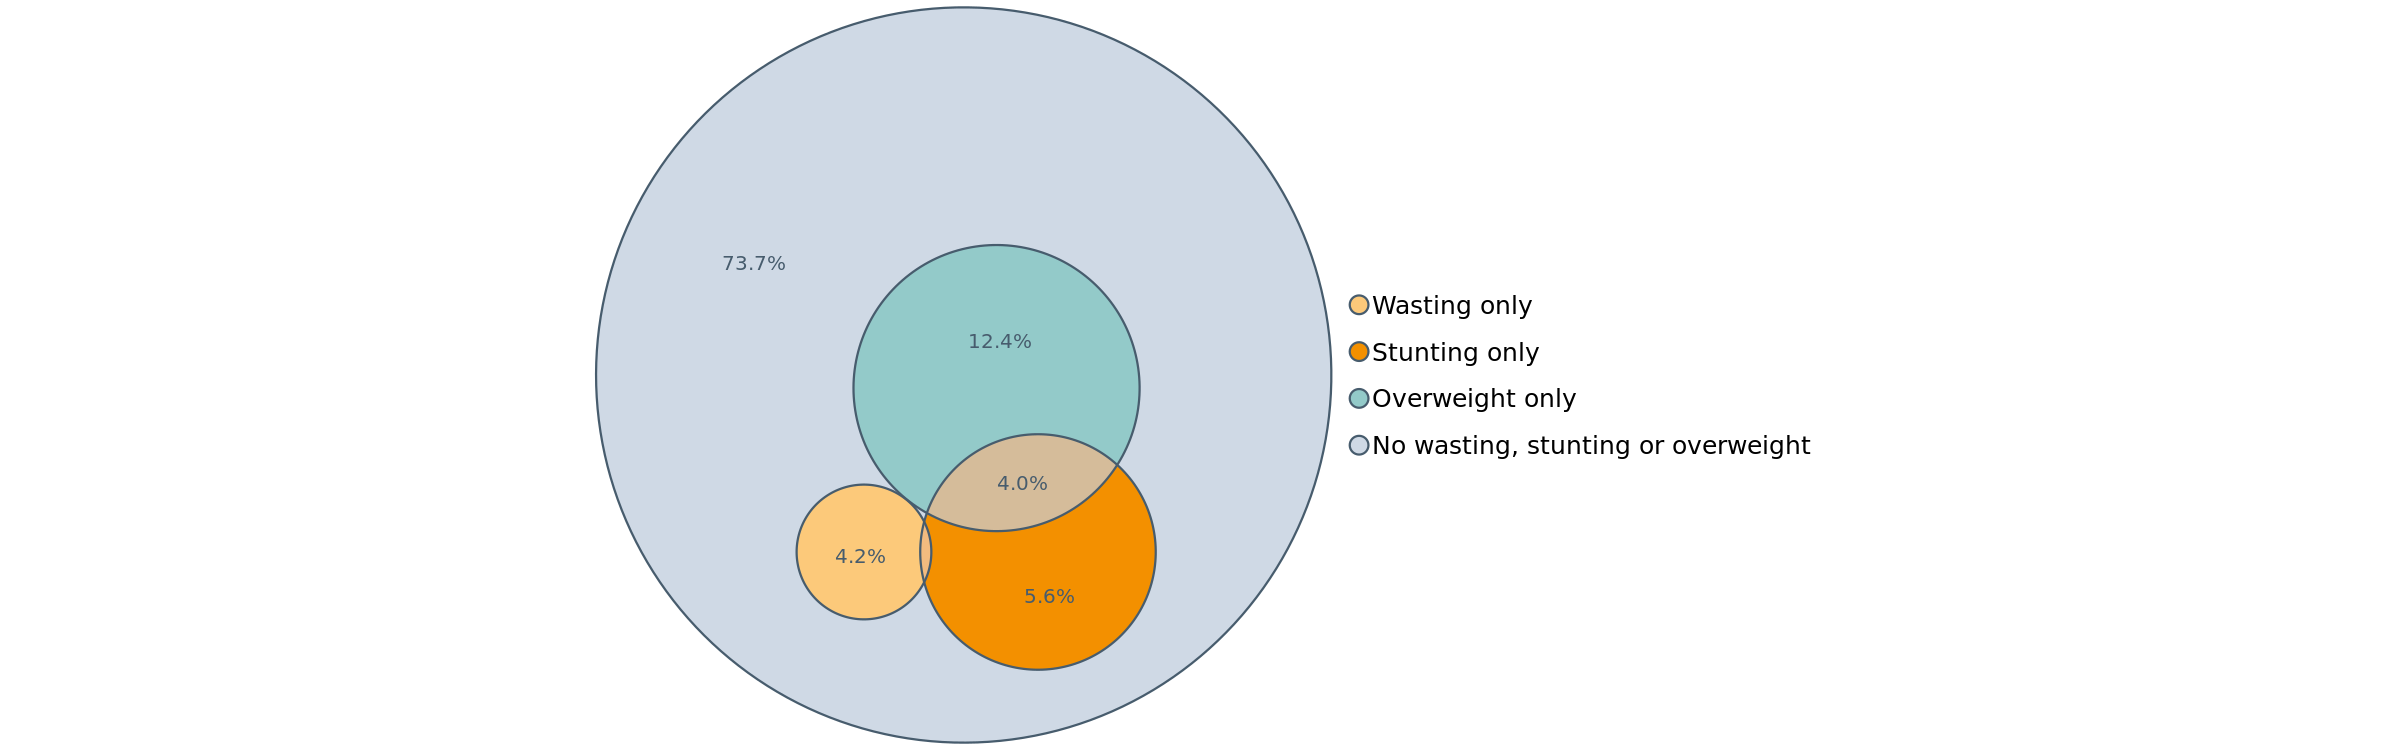 73.7%
12.4%
4.0%
4.2%
5.6%
Wasting only
Stunting only
Overweight only
No wasting, stunting or overweight